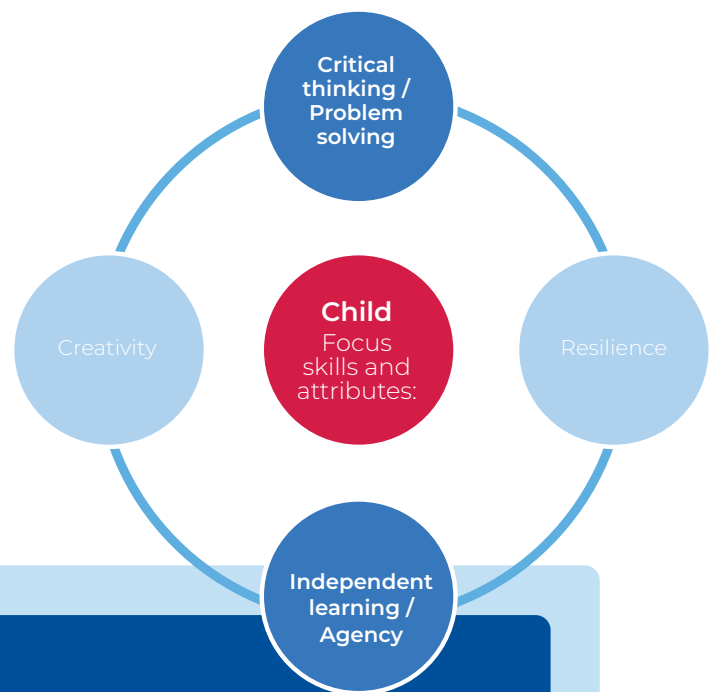 Critical
thinking /
Problem
solving
Creativity
Child
Focus
skills and
attributes:
Resilience
Independent
learning /
Agency